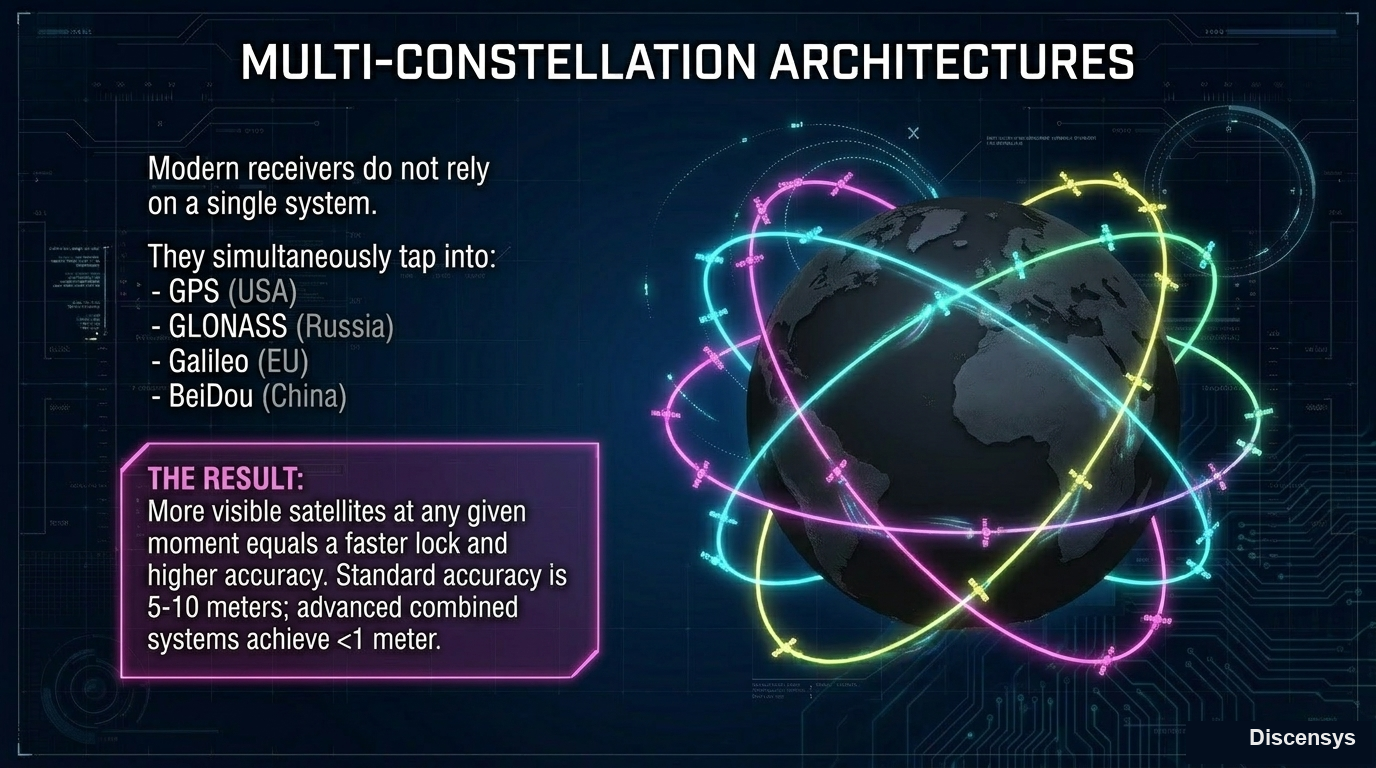 MULTI-CONSTELLATION ARCHITECTURES
Modern receivers do not rely
on a single system.
They simultaneously tap into:
- GPS (USA)
- GLONASS (Russia)
- Galileo (EU)
- BeiDou (China)
THE RESULT:
More visible satellites at any given
moment equals a faster lock and
higher accuracy. Standard accuracy is
5-10 meters; advanced combined
systems achieve <1 meter.
Discensys